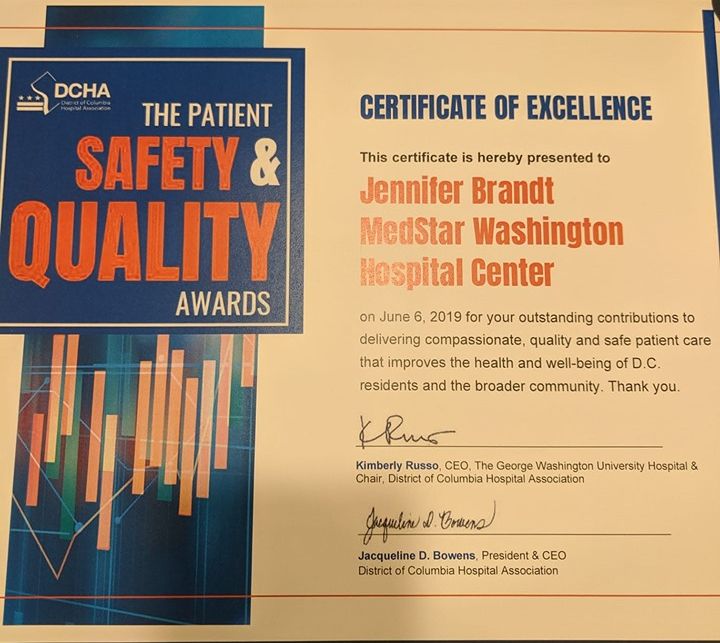 DCHA
District of Columbia
Hospital Association
THE PATIENT
SAFETY &
QUALITY
AWARDS
CERTIFICATE OF EXCELLENCE
This certificate is hereby presented to
Jennifer Brandt
MedStar Washington
Hospital Center
on June 6, 2019 for your outstanding contributions to
delivering compassionate, quality and safe patient care
that improves the health and well-being of D.C.
residents and the broader community. Thank you.
K Russo
Kimberly Russo, CEO, The George Washington University Hospital &
Chair, District of Columbia Hospital Association
Jacqueline D. Bowens
Jacqueline D. Bowens, President & CEO
District of Columbia Hospital Association